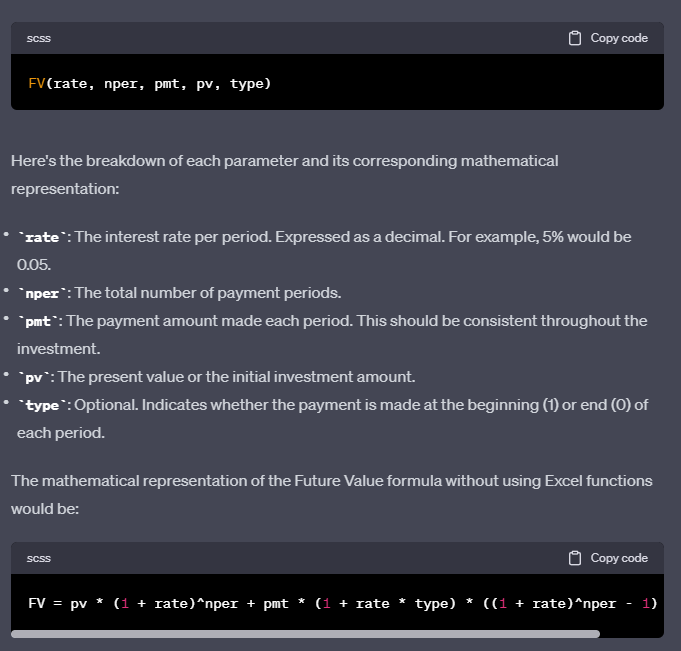 scss
Copy code
FV(rate, nper, pmt, pv, type)
Here's the breakdown of each parameter and its corresponding mathematical
representation:
• `rate`: The interest rate per period. Expressed as a decimal. For example, 5% would be
0.05.
• `nper`: The total number of payment periods.
• `pmt`: The payment amount made each period. This should be consistent throughout the
investment.
• `pv`: The present value or the initial investment amount.
• `type`: Optional. Indicates whether the payment is made at the beginning (1) or end (0) of
each period.
The mathematical representation of the Future Value formula without using Excel functions
would be:
scss
Copy code
FV = pv * (1 + rate)^nper + pmt * (1 + rate * type) * ((1 + rate)^nper - 1)